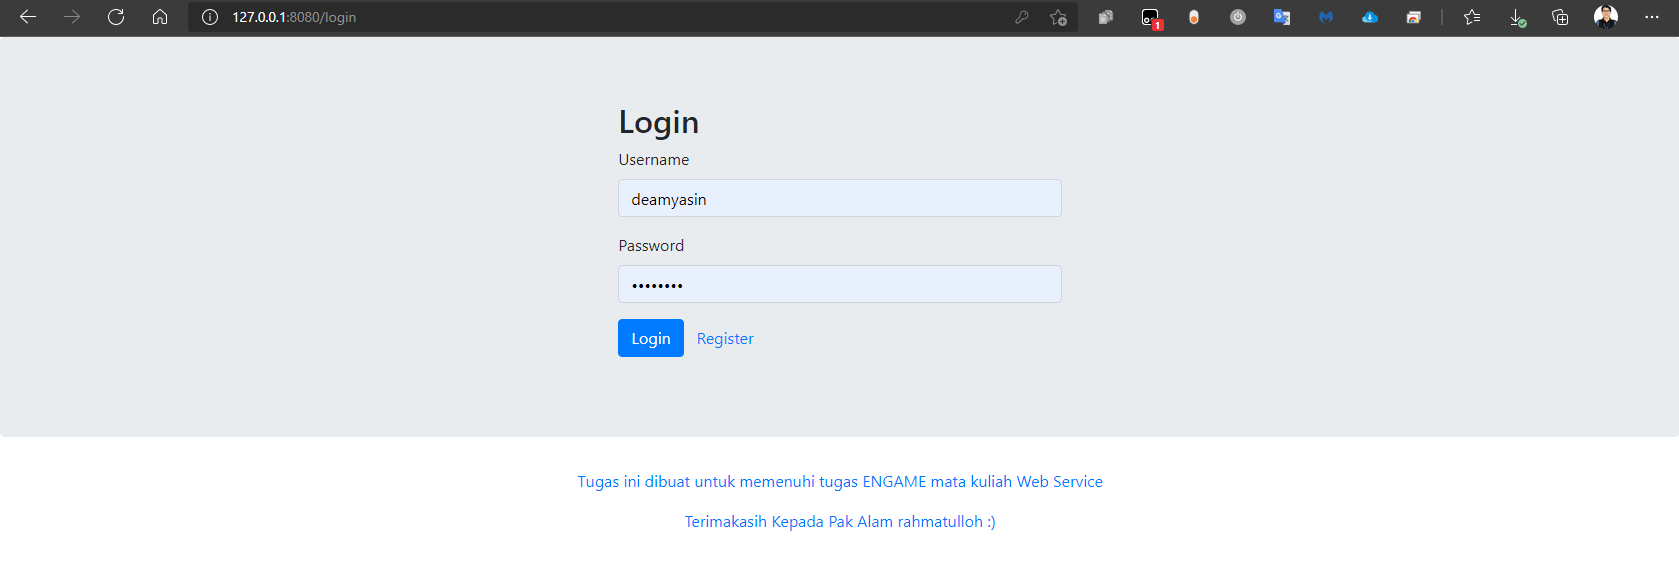 127.0.0.1:8080/login
1
Login
Username
deamyasin
Password
••••••••
Login Register
Tugas ini dibuat untuk memenuhi tugas ENGAME mata kuliah Web Service
Terimakasih Kepada Pak Alam rahmatulloh :)